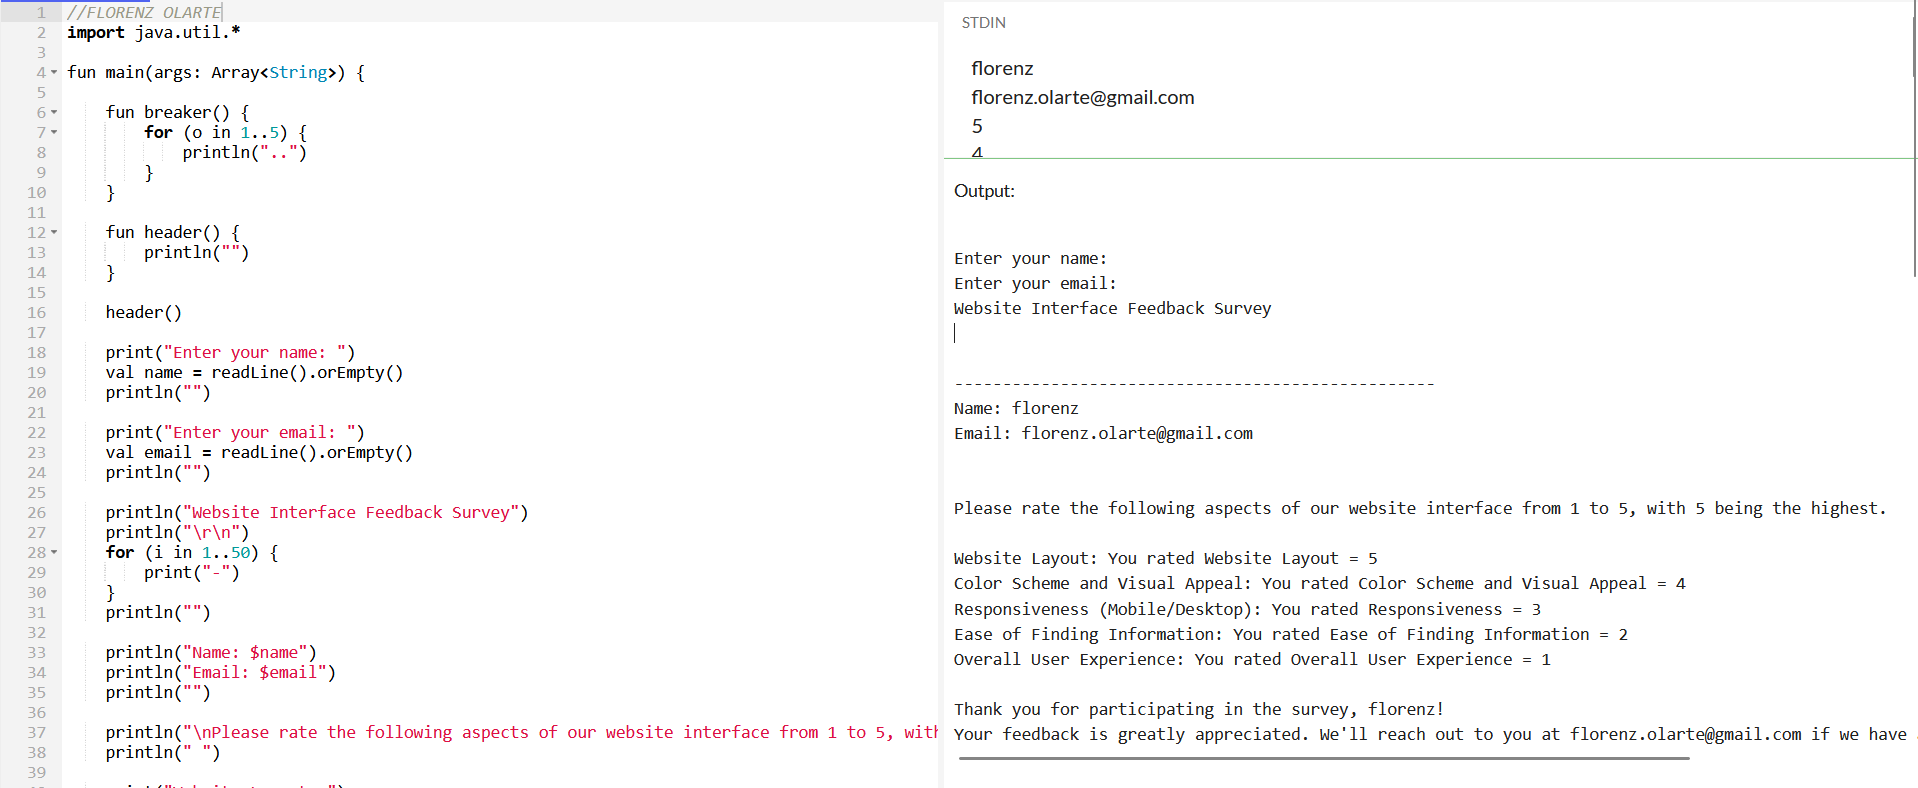 1 //FLORENZ OLARTE
2 import java.util.*
3
4 fun main(args: Array<String>) {
5
6 fun breaker() {
7 for (o in 1..5) {
8 println("..")
9 }
10 }
11
12 fun header() {
13 println("")
14 }
15
16 header()
17
18 print("Enter your name: ")
19 val name = readLine().orEmpty()
20 println("")
21
22 print("Enter your email: ")
23 val email = readLine().orEmpty()
24 println("")
25
26 println("Website Interface Feedback Survey")
27 println("\r\n")
28 for (i in 1..50) {
29 print("-")
30 }
31 println("")
32
33 println("Name: $name")
34 println("Email: $email")
35 println("")
36
37 println("\nPlease rate the following aspects of our website interface from 1 to 5, with
38 println(" ")
39
STDIN
florenz
florenz.olarte@gmail.com
5
4
Output:
Enter your name:
Enter your email:
Website Interface Feedback Survey
--------------------------------------------------
Name: florenz
Email: florenz.olarte@gmail.com
Please rate the following aspects of our website interface from 1 to 5, with 5 being the highest.
Website Layout: You rated Website Layout = 5
Color Scheme and Visual Appeal: You rated Color Scheme and Visual Appeal = 4
Responsiveness (Mobile/Desktop): You rated Responsiveness = 3
Ease of Finding Information: You rated Ease of Finding Information = 2
Overall User Experience: You rated Overall User Experience = 1
Thank you for participating in the survey, florenz!
Your feedback is greatly appreciated. We'll reach out to you at florenz.olarte@gmail.com if we have